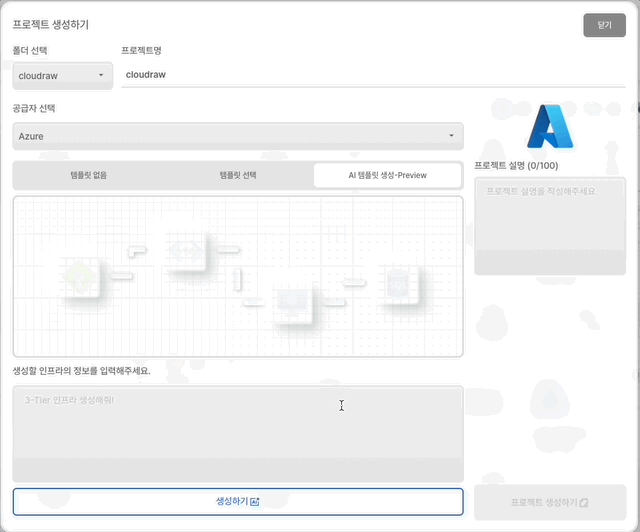 프로젝트 생성하기
닫기
폴더 선택
프로젝트명
cloudraw
cloudraw
공급자 선택
Azure
템플릿 없음
템플릿 선택
AI 템플릿 생성-Preview
프로젝트 설명 (0/100)
프로젝트 설명를 작성해주세요.
생성할 인프라의 정보를 입력해주세요.
3-Tier 인프라 생성해줘!
생성하기
프로젝트 생성하기